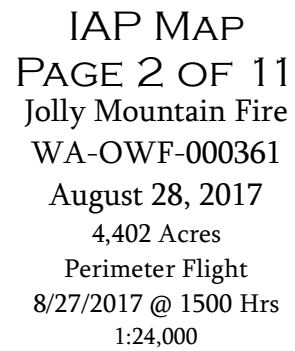 IAP MAP
PAGE 2 OF 11
Jolly Mountain Fire
WA-OWF-000361
August 28, 2017
4,402 Acres
Perimeter Flight
8/27/2017 @ 1500 Hrs
1:24,000